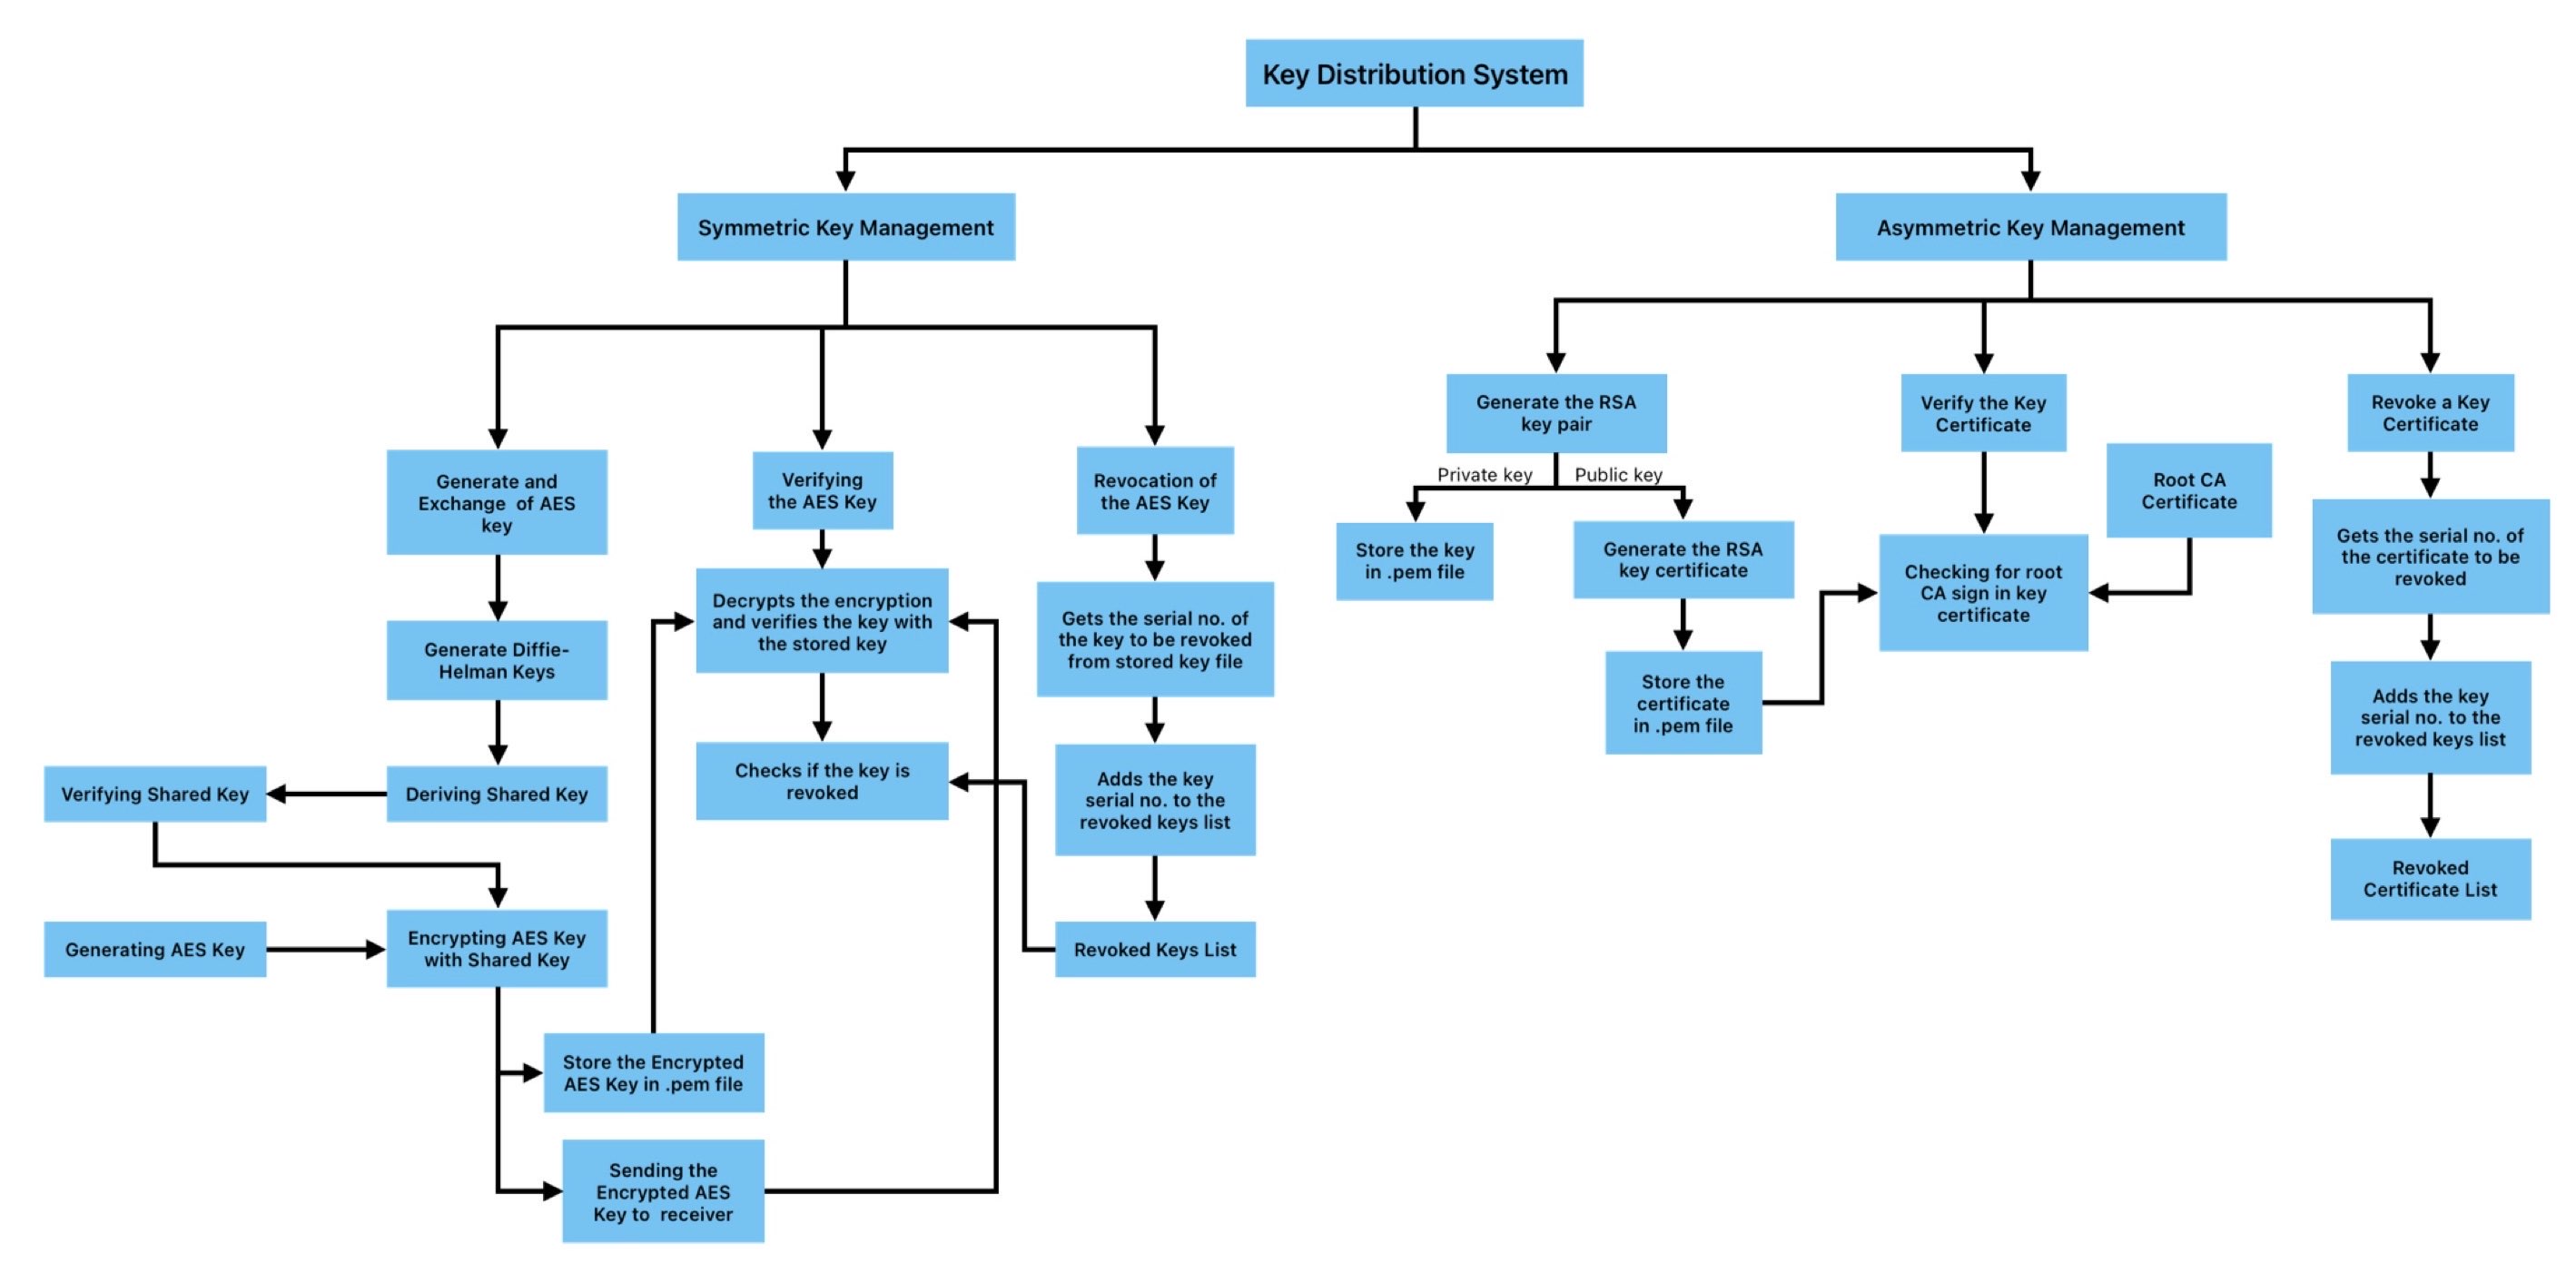 Key Distribution System
Symmetric Key Management
Asymmetric Key Management
Generate and
Exchange  of AES
key
Generate Diffie-
Helman Keys
Deriving Shared Key
Verifying Shared Key
Generating AES Key
Encrypting AES Key
with Shared Key
Store the Encrypted
AES Key in .pem file
Sending the
Encrypted AES
Key to  receiver
Verifying
the AES Key
Decrypts the encryption
and verifies the key with
the stored key
Checks if the key is
revoked
Revocation of
the AES Key
Gets the serial no. of
the key to be revoked
from stored key file
Adds the key
serial no. to the
revoked keys list
Revoked Keys List
Generate the RSA
key pair
Private key
Public key
Store the key
in .pem file
Generate the RSA
key certificate
Store the
certificate
in .pem file
Verify the Key
Certificate
Root CA
Certificate
Checking for root
CA sign in key
certificate
Revoke a Key
Certificate
Gets the serial no. of
the certificate to be
revoked
Adds the key
serial no. to the
revoked keys list
Revoked
Certificate List